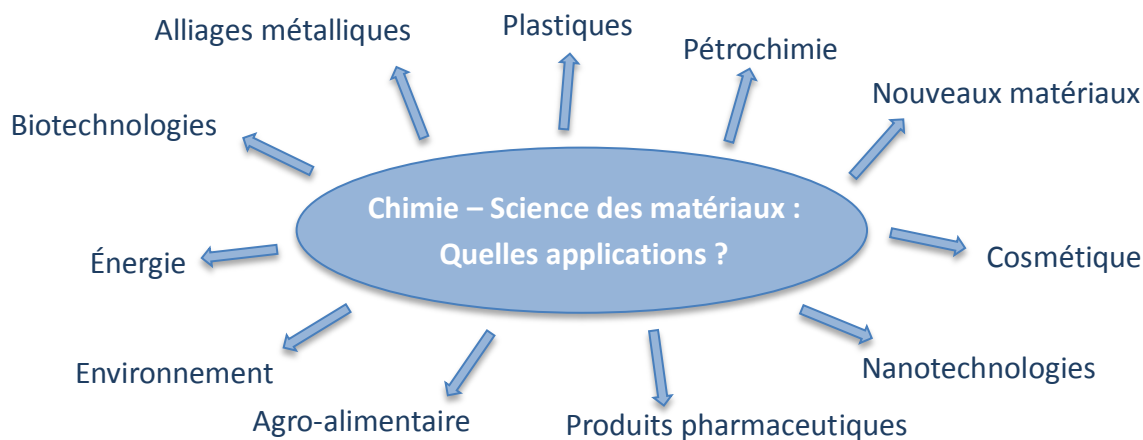 Alliages métalliques
Plastiques
Pétrochimie
Nouveaux matériaux
Biotechnologies
Chimie – Science des matériaux :
Quelles applications ?
Énergie
Cosmétique
Environnement
Nanotechnologies
Agro-alimentaire
Produits pharmaceutiques